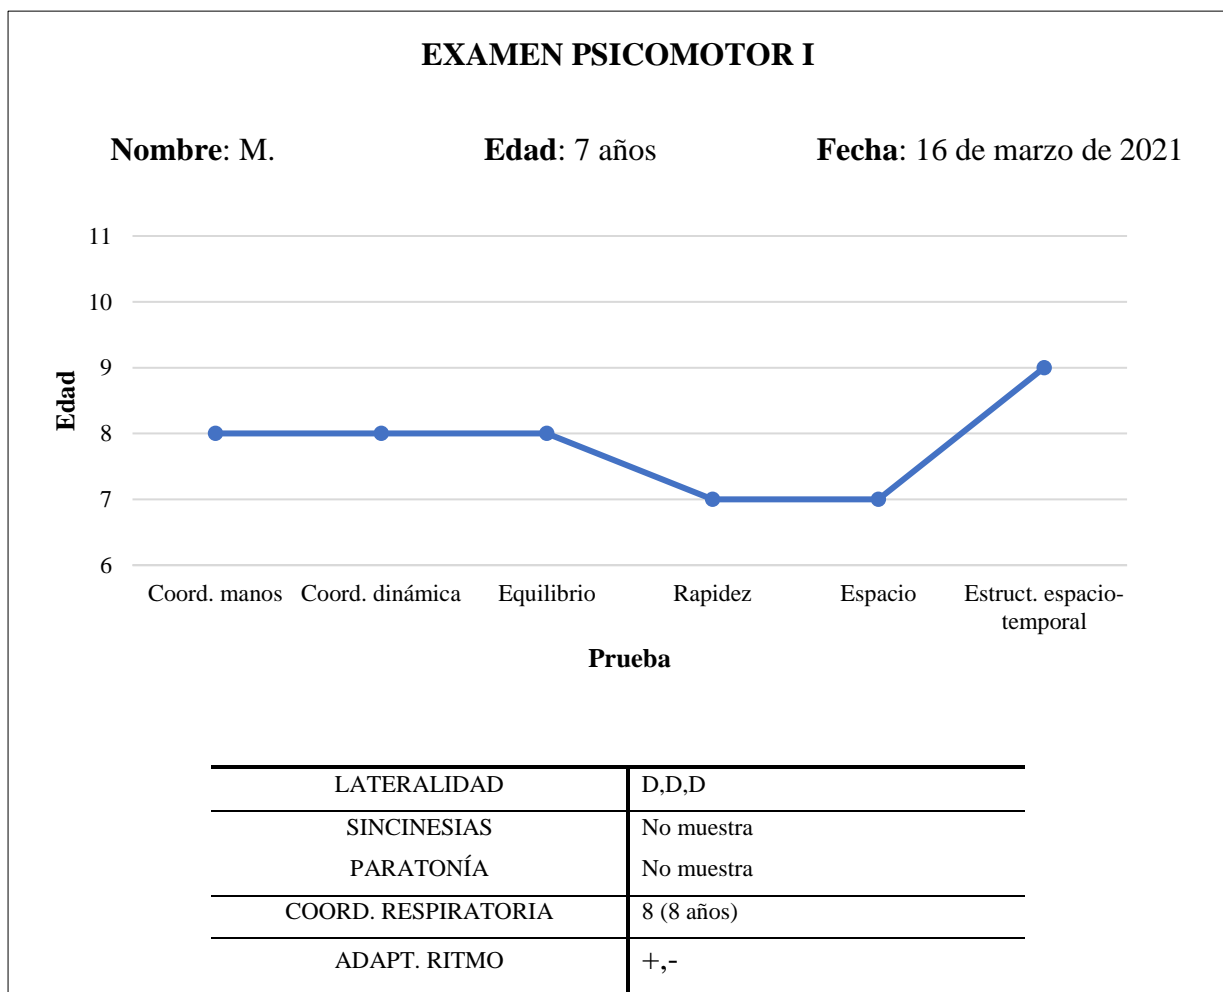 EXAMEN PSICOMOTOR I
Nombre: M. Edad: 7 años Fecha: 16 de marzo de 2021
11
10
9
8
7
6
Edad
Coord. manos Coord. dinámica Equilibrio Rapidez Espacio Estruct. espacio-
temporal
Prueba
LATERALIDAD D,D,D
SINCINESIAS No muestra
PARATONÍA No muestra
COORD. RESPIRATORIA 8 (8 años)
ADAPT. RITMO +,-